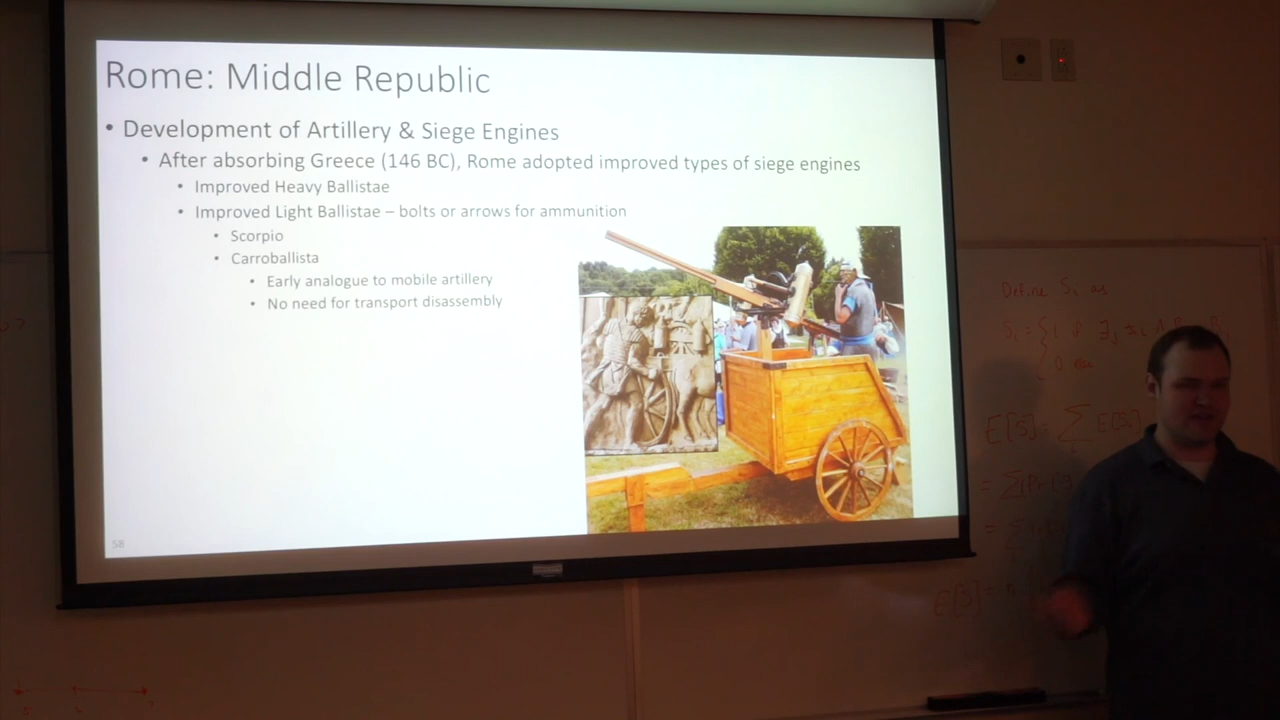 Rome: Middle Republic
• Development of Artillery & Siege Engines
• After absorbing Greece (146 BC), Rome adopted improved types of siege engines
• Improved Heavy Ballistae
• Improved Light Ballistae – bolts or arrows for ammunition
• Scorpio
• Carroballista
• Early analogue to mobile artillery
• No need for transport disassembly
58
Define Si as